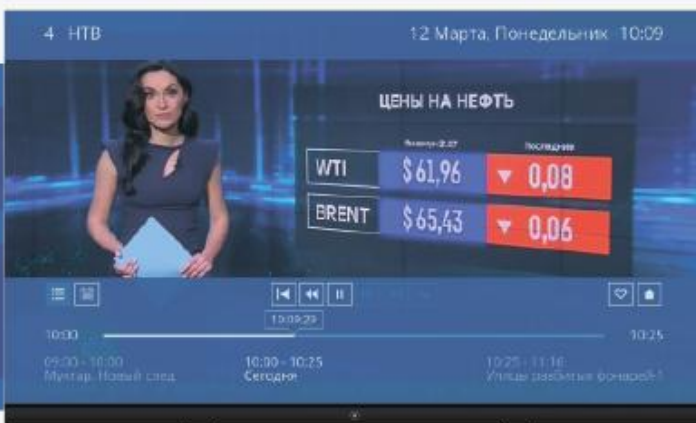 4 НТВ
12 Марта, Понедельник 10:09
ЦЕНЫ НА НЕФТЬ
WTI $61,96 0,08
BRENT $65,43 0,06
10:09:29
10:00
10:25
09:00 - 10:00
10:00 - 10:25
10:25 - 11:16
Мухтар. Новый след
Сегодня
Улицы разбитых фонарей-1